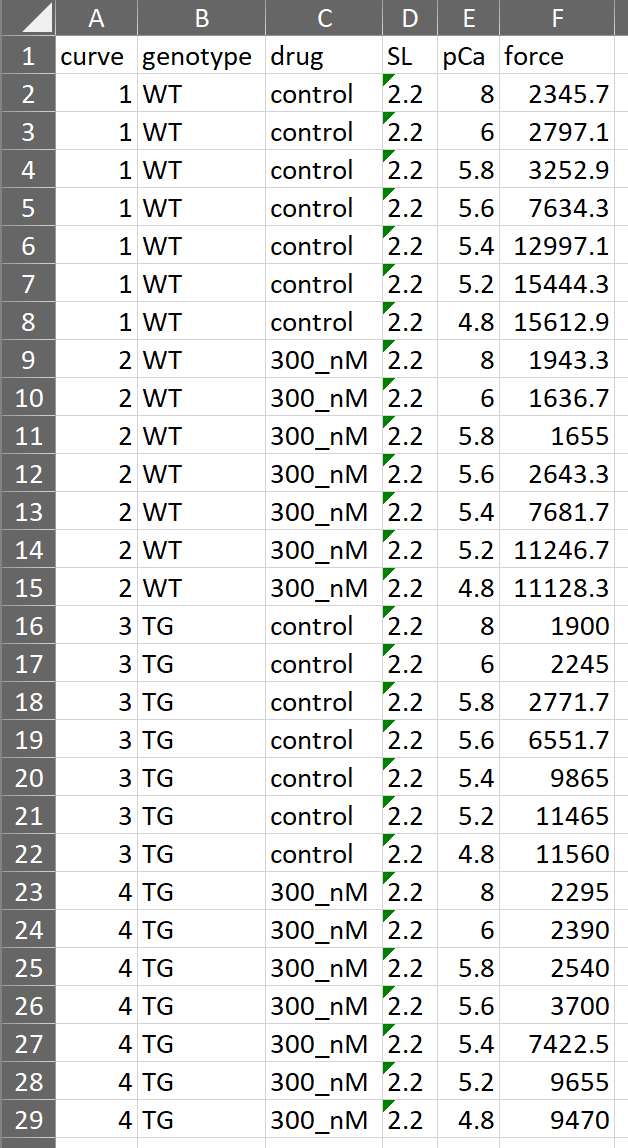 A B C D E F
1 curve genotype drug SL pCa force
2 1 WT control 2.2 8 2345.7
3 1 WT control 2.2 6 2797.1
4 1 WT control 2.2 5.8 3252.9
5 1 WT control 2.2 5.6 7634.3
6 1 WT control 2.2 5.4 12997.1
7 1 WT control 2.2 5.2 15444.3
8 1 WT control 2.2 4.8 15612.9
9 2 WT 300_nM 2.2 8 1943.3
10 2 WT 300_nM 2.2 6 1636.7
11 2 WT 300_nM 2.2 5.8 1655
12 2 WT 300_nM 2.2 5.6 2643.3
13 2 WT 300_nM 2.2 5.4 7681.7
14 2 WT 300_nM 2.2 5.2 11246.7
15 2 WT 300_nM 2.2 4.8 11128.3
16 3 TG control 2.2 8 1900
17 3 TG control 2.2 6 2245
18 3 TG control 2.2 5.8 2771.7
19 3 TG control 2.2 5.6 6551.7
20 3 TG control 2.2 5.4 9865
21 3 TG control 2.2 5.2 11465
22 3 TG control 2.2 4.8 11560
23 4 TG 300_nM 2.2 8 2295
24 4 TG 300_nM 2.2 6 2390
25 4 TG 300_nM 2.2 5.8 2540
26 4 TG 300_nM 2.2 5.6 3700
27 4 TG 300_nM 2.2 5.4 7422.5
28 4 TG 300_nM 2.2 5.2 9655
29 4 TG 300_nM 2.2 4.8 9470